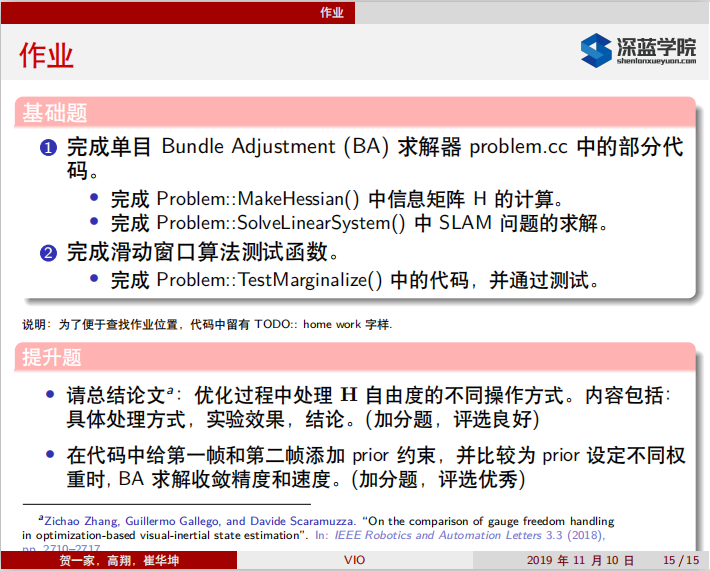 作业
作业
深蓝学院
shenlanxueyuan.com
基础题
1 完成单目 Bundle Adjustment (BA) 求解器 problem.cc 中的部分代
码。
• 完成 Problem::MakeHessian() 中信息矩阵 H 的计算。
• 完成 Problem::SolveLinearSystem() 中 SLAM 问题的求解。
2 完成滑动窗口算法测试函数。
• 完成 Problem::TestMarginalize() 中的代码，并通过测试。
说明：为了便于查找作业位置，代码中留有 TODO:: home work 字样.
提升题
• 请总结论文ᵃ：优化过程中处理 H 自由度的不同操作方式。内容包括：
具体处理方式，实验效果，结论。(加分题，评选良好)
• 在代码中给第一帧和第二帧添加 prior 约束，并比较为 prior 设定不同权
重时, BA 求解收敛精度和速度。(加分题，评选优秀)
ᵃZichao Zhang, Guillermo Gallego, and Davide Scaramuzza. “On the comparison of gauge freedom handling
in optimization-based visual-inertial state estimation”. In: IEEE Robotics and Automation Letters 3.3 (2018),
pp. 2710–2717.
贺一家，高翔，崔华坤 VIO 2019 年 11 月 10 日 15 / 15